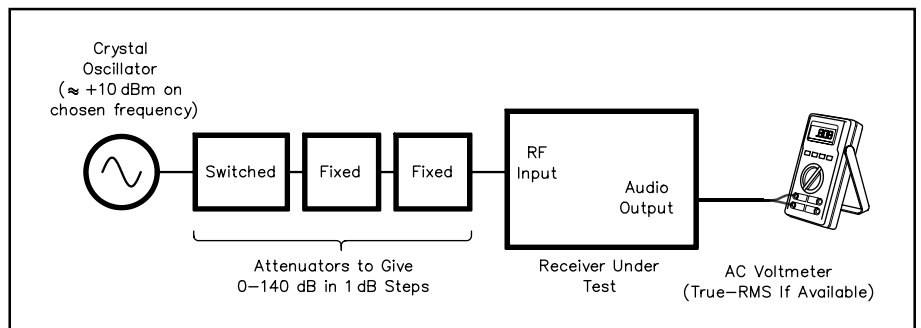 Crystal
Oscillator
(≈ +10 dBm on
chosen frequency)
Switched
Fixed
Fixed
RF
Input
Audio
Output
Attenuators to Give
0–140 dB in 1 dB Steps
Receiver Under
Test
AC Voltmeter
(True–RMS If Available)